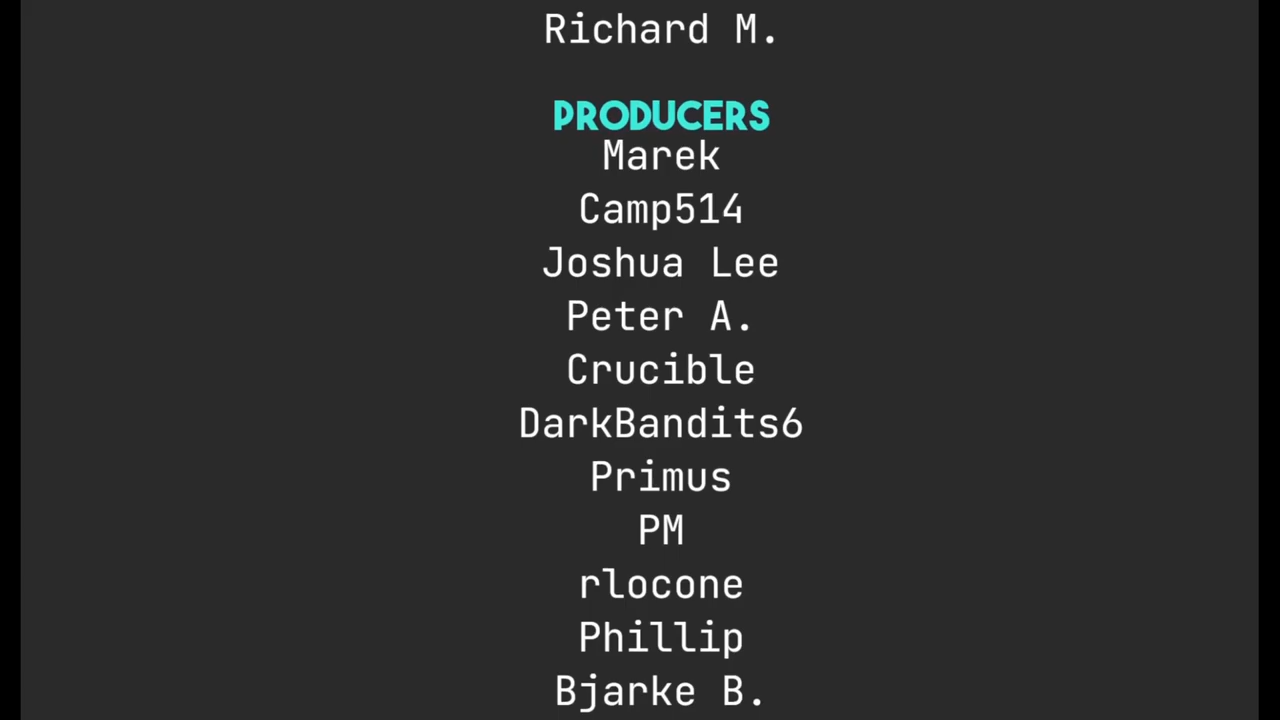 Richard M.
PRODUCERS
Marek
Camp514
Joshua Lee
Peter A.
Crucible
DarkBandits6
Primus
PM
rlocone
Phillip
Bjarke B.